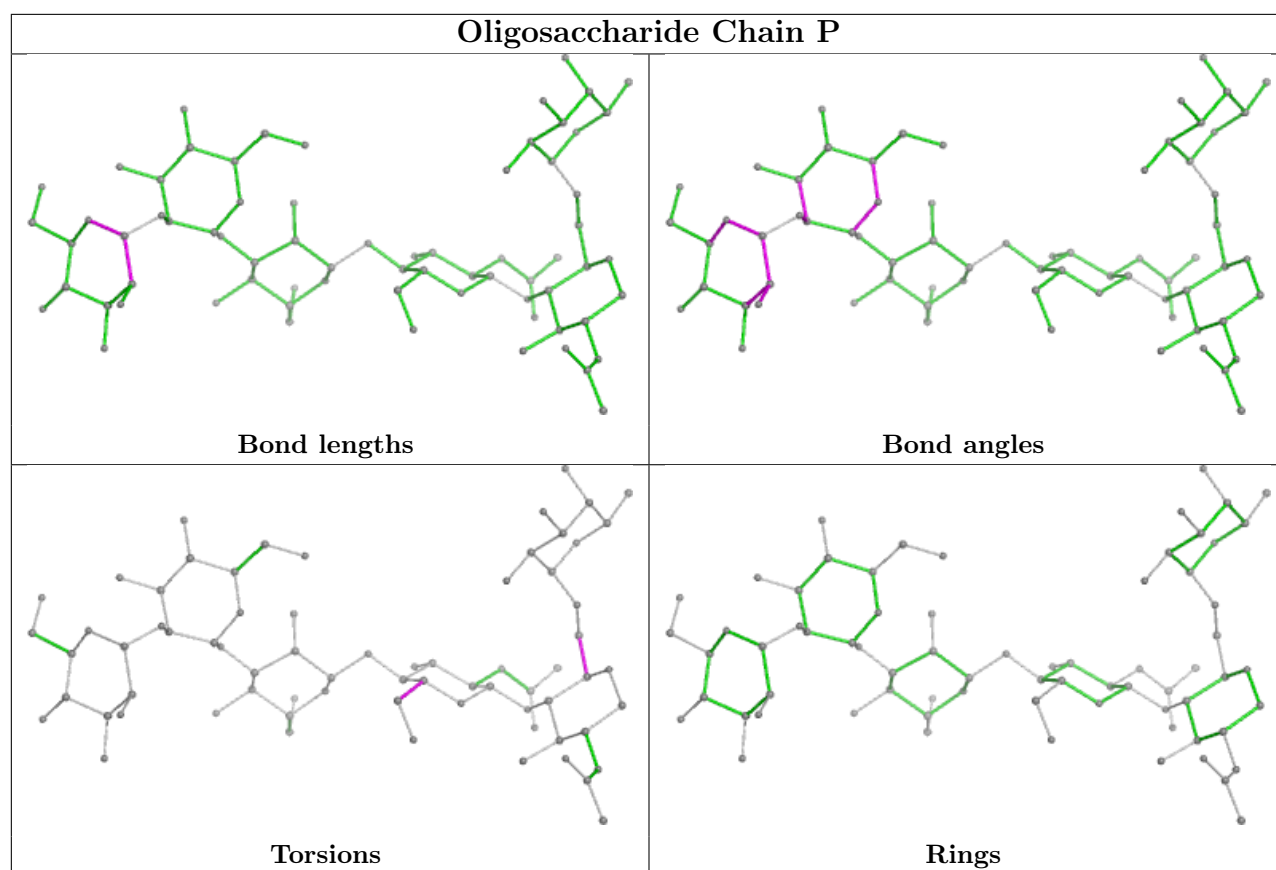 Oligosaccharide Chain P
Bond lengths
Bond angles
Torsions
Rings